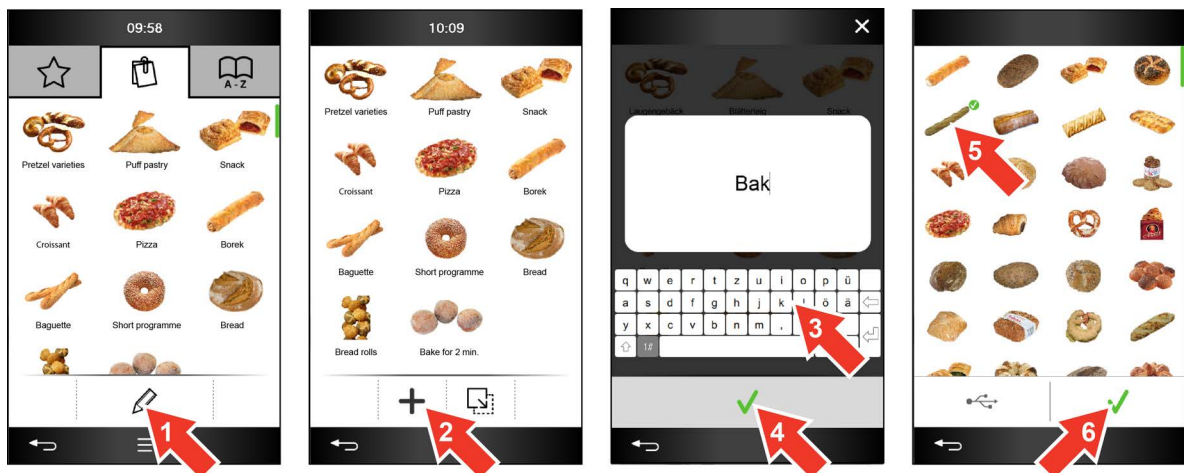 09:58
A - Z
Pretzel varieties Puff pastry Snack
Croissant Pizza Borek
Baguette Short programme Bread
1
10:09
Pretzel varieties Puff pastry Snack
Croissant Pizza Borek
Baguette Short programme Bread
Bread rolls Bake for 2 min.
2
Laugengebäck Blätterteig Snack
Bak
q w e r t z u i o p ü
a s d f g h j k l ö ä
y x c v b n m ,
1#
3
4
5
6